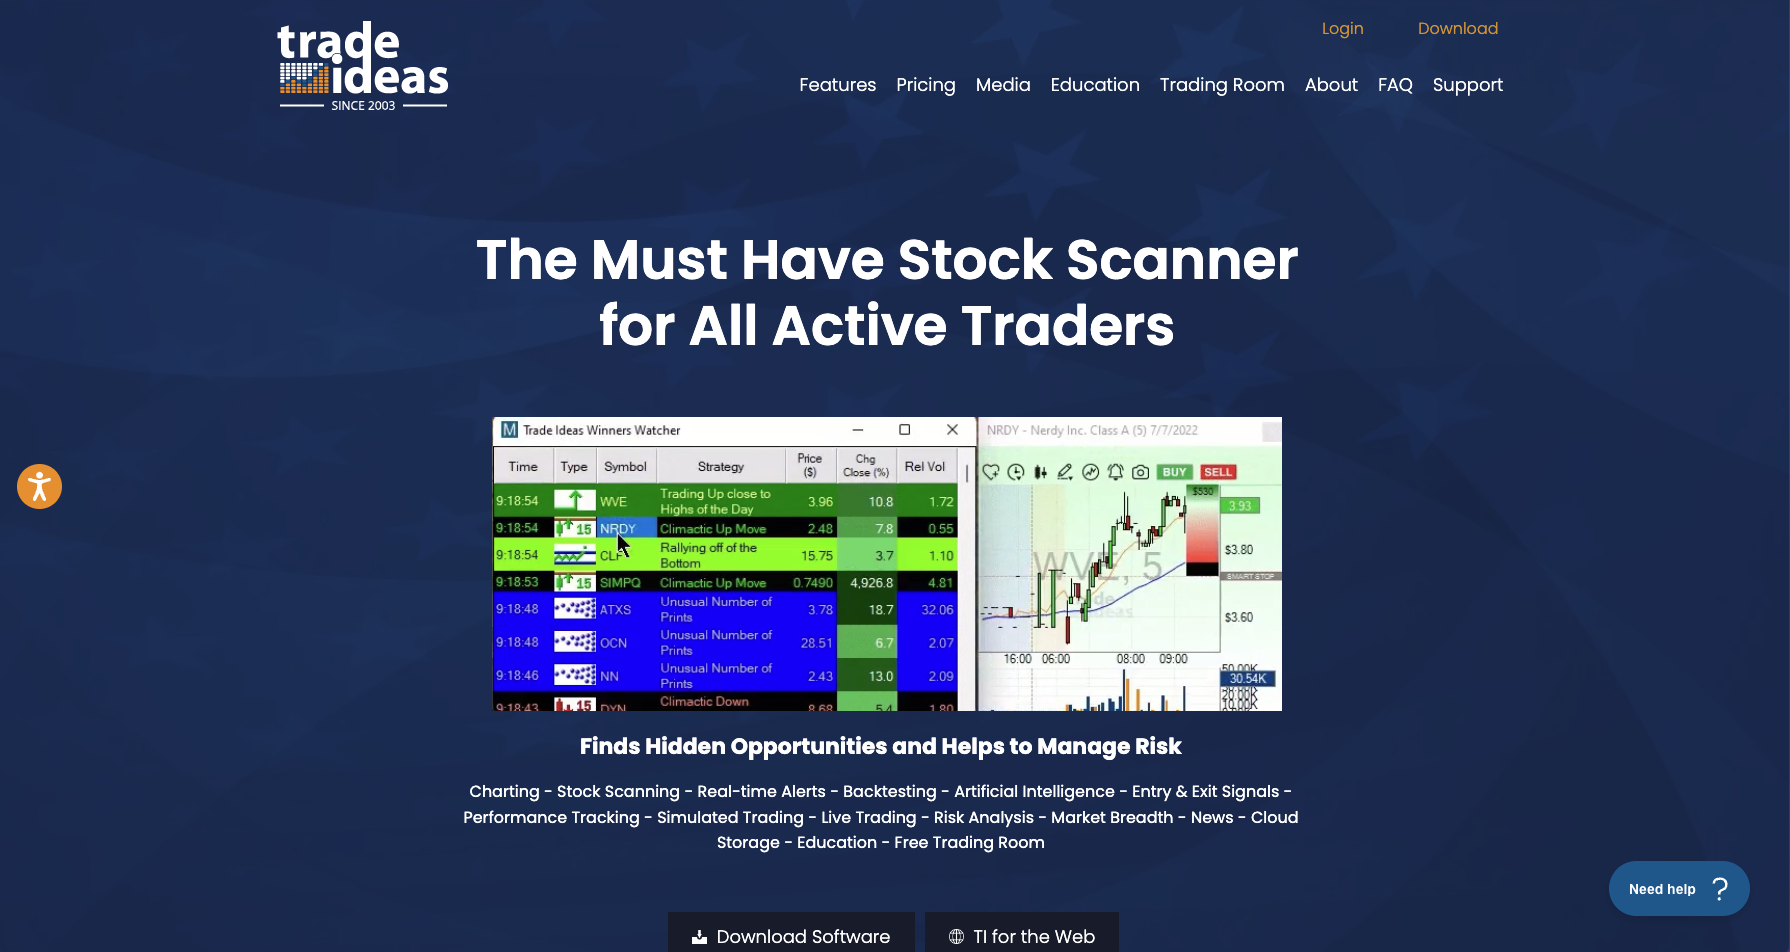 trade
ideas
SINCE 2003
Login
Download
Features
Pricing
Media
Education
Trading Room
About
FAQ
Support
The Must Have Stock Scanner
for All Active Traders
Trade Ideas Winners Watcher
Time Type Symbol Strategy Price ($) Chg Close (%) Rel Vol
9:18:54 WVE Trading Up close to 3.96 10.8 1.72
Highs of the Day
9:18:54 15 NRDY Climactic Up Move 2.48 7.8 0.55
9:18:54 CLF Rallying off of the 15.75 3.7 1.10
Bottom
9:18:53 15 SIMPQ Climactic Up Move 0.7490 4,926.8 4.81
9:18:48 ATXS Unusual Number of 3.78 18.7 32.06
Prints
9:18:48 OCN Unusual Number of 28.51 6.7 2.07
Prints
9:18:46 NN Unusual Number of 2.43 13.0 2.09
Prints
9:18:43 15 DYN Climactic Down 8.68 5.4 1.80
NRDY - Nerdy Inc. Class A (5) 7/7/2022
BUY
SELL
$530
3.93
$3.80
WVE, 5
SMART STOP
$3.60
16:00 06:00 08:00 09:00
50.00K
30.54K
20.00K
10.00K
Finds Hidden Opportunities and Helps to Manage Risk
Charting - Stock Scanning - Real-time Alerts - Backtesting - Artificial Intelligence - Entry & Exit Signals -
Performance Tracking - Simulated Trading - Live Trading - Risk Analysis - Market Breadth - News - Cloud
Storage - Education - Free Trading Room
Download Software
TI for the Web
Need help ?